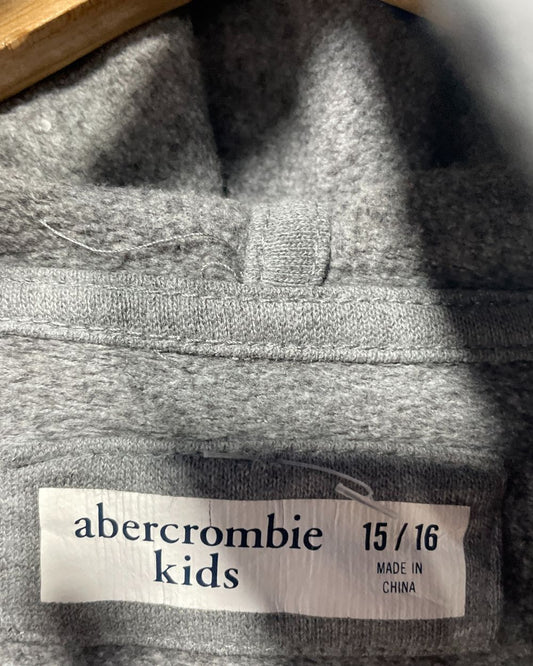 abercrombie
kids
15 / 16
MADE IN
CHINA